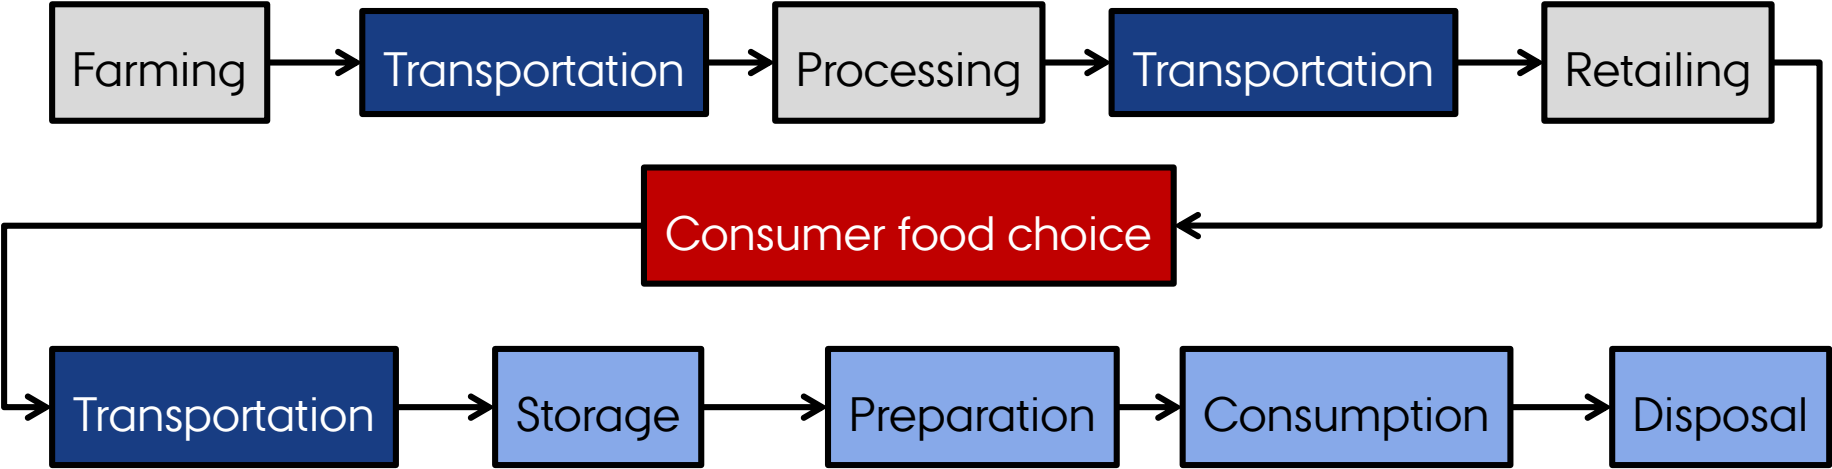 Farming
Transportation
Processing
Transportation
Retailing
Consumer food choice
Transportation
Storage
Preparation
Consumption
Disposal